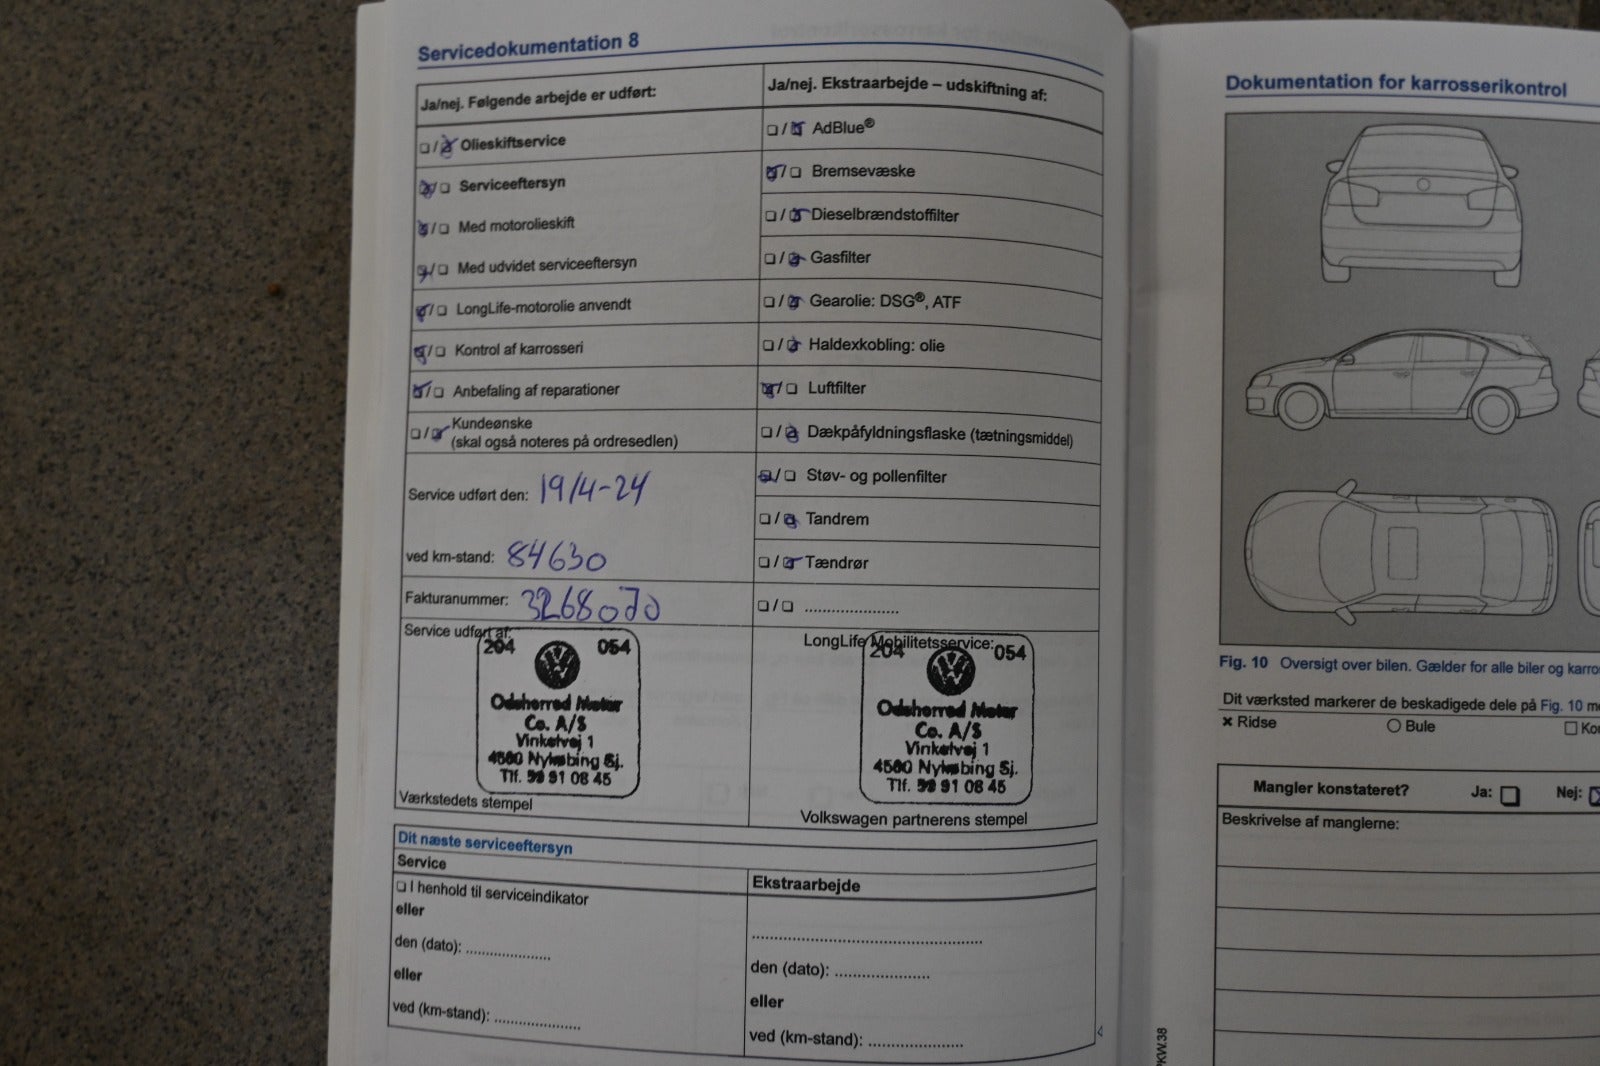 Servicedokumentation 8
Ja/nej. Følgende arbejde er udført:
☐/☒ Olieskiftservice
☒/☐ Serviceeftersyn
☒/☐ Med motorolieskift
☒/☐ Med udvidet serviceeftersyn
☒/☐ LongLife-motorolie anvendt
☒/☐ Kontrol af karrosseri
☒/☐ Anbefaling af reparationer
☐/☒ Kundeønske
(skal også noteres på ordresedlen)
Service udført den: 19/4-24
ved km-stand: 84630
Fakturanummer: 3268070
Service udført af:
204 054
Odsherred Motor
Co. A/S
Vinkelvej 1
4500 Nykøbing Sj.
Tlf. 59 91 08 45
Værkstedets stempel
Ja/nej. Ekstraarbejde – udskiftning af:
☐/☒ AdBlue®
☒/☐ Bremsevæske
☐/☒ Dieselbrændstoffilter
☐/☒ Gasfilter
☐/☒ Gearolie: DSG®, ATF
☐/☒ Haldexkobling: olie
☒/☐ Luftfilter
☐/☒ Dækpåfyldningsflaske (tætningsmiddel)
☒/☐ Støv- og pollenfilter
☐/☒ Tandrem
☐/☒ Tændrør
☐/☐ .....................
LongLife Mobilitetsservice:
204 054
Odsherred Motor
Co. A/S
Vinkelvej 1
4500 Nykøbing Sj.
Tlf. 59 91 08 45
Volkswagen partnerens stempel
Dit næste serviceeftersyn
Service
☐ I henhold til serviceindikator
eller
den (dato): ...................
eller
ved (km-stand): ...................
Ekstraarbejde
.....................................................
den (dato): .....................
eller
ved (km-stand): .....................
Dokumentation for karrosserikontrol
Fig. 10 Oversigt over bilen. Gælder for alle biler og karros
Dit værksted markerer de beskadigede dele på Fig. 10 me
✖ Ridse ○ Bule ☐ Kor
Mangler konstateret? Ja: ☐ Nej: ☒
Beskrivelse af manglerne:
PKW.38